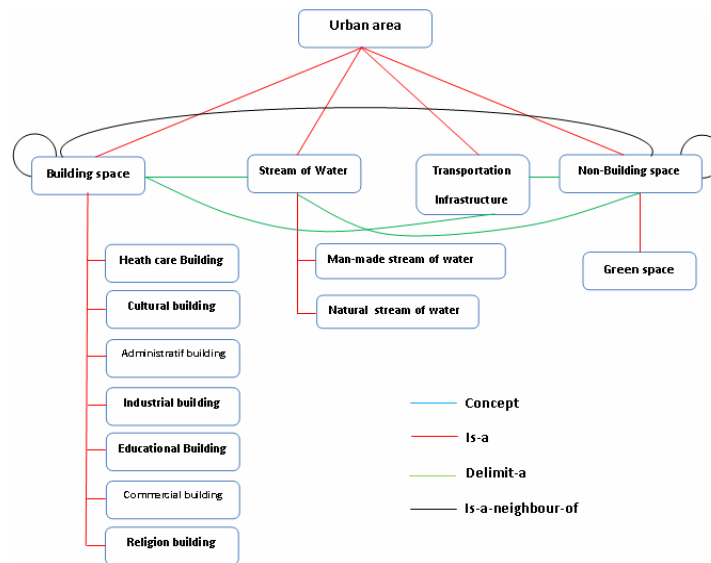 Urban area
Building space
Stream of Water
Transportation
Infrastructure
Non-Building space
Heath care Building
Cultural building
Administratif building
Industrial building
Educational Building
Commercial building
Religion building
Man-made stream of water
Natural stream of water
Green space
Concept
Is-a
Delimit-a
Is-a-neighbour-of